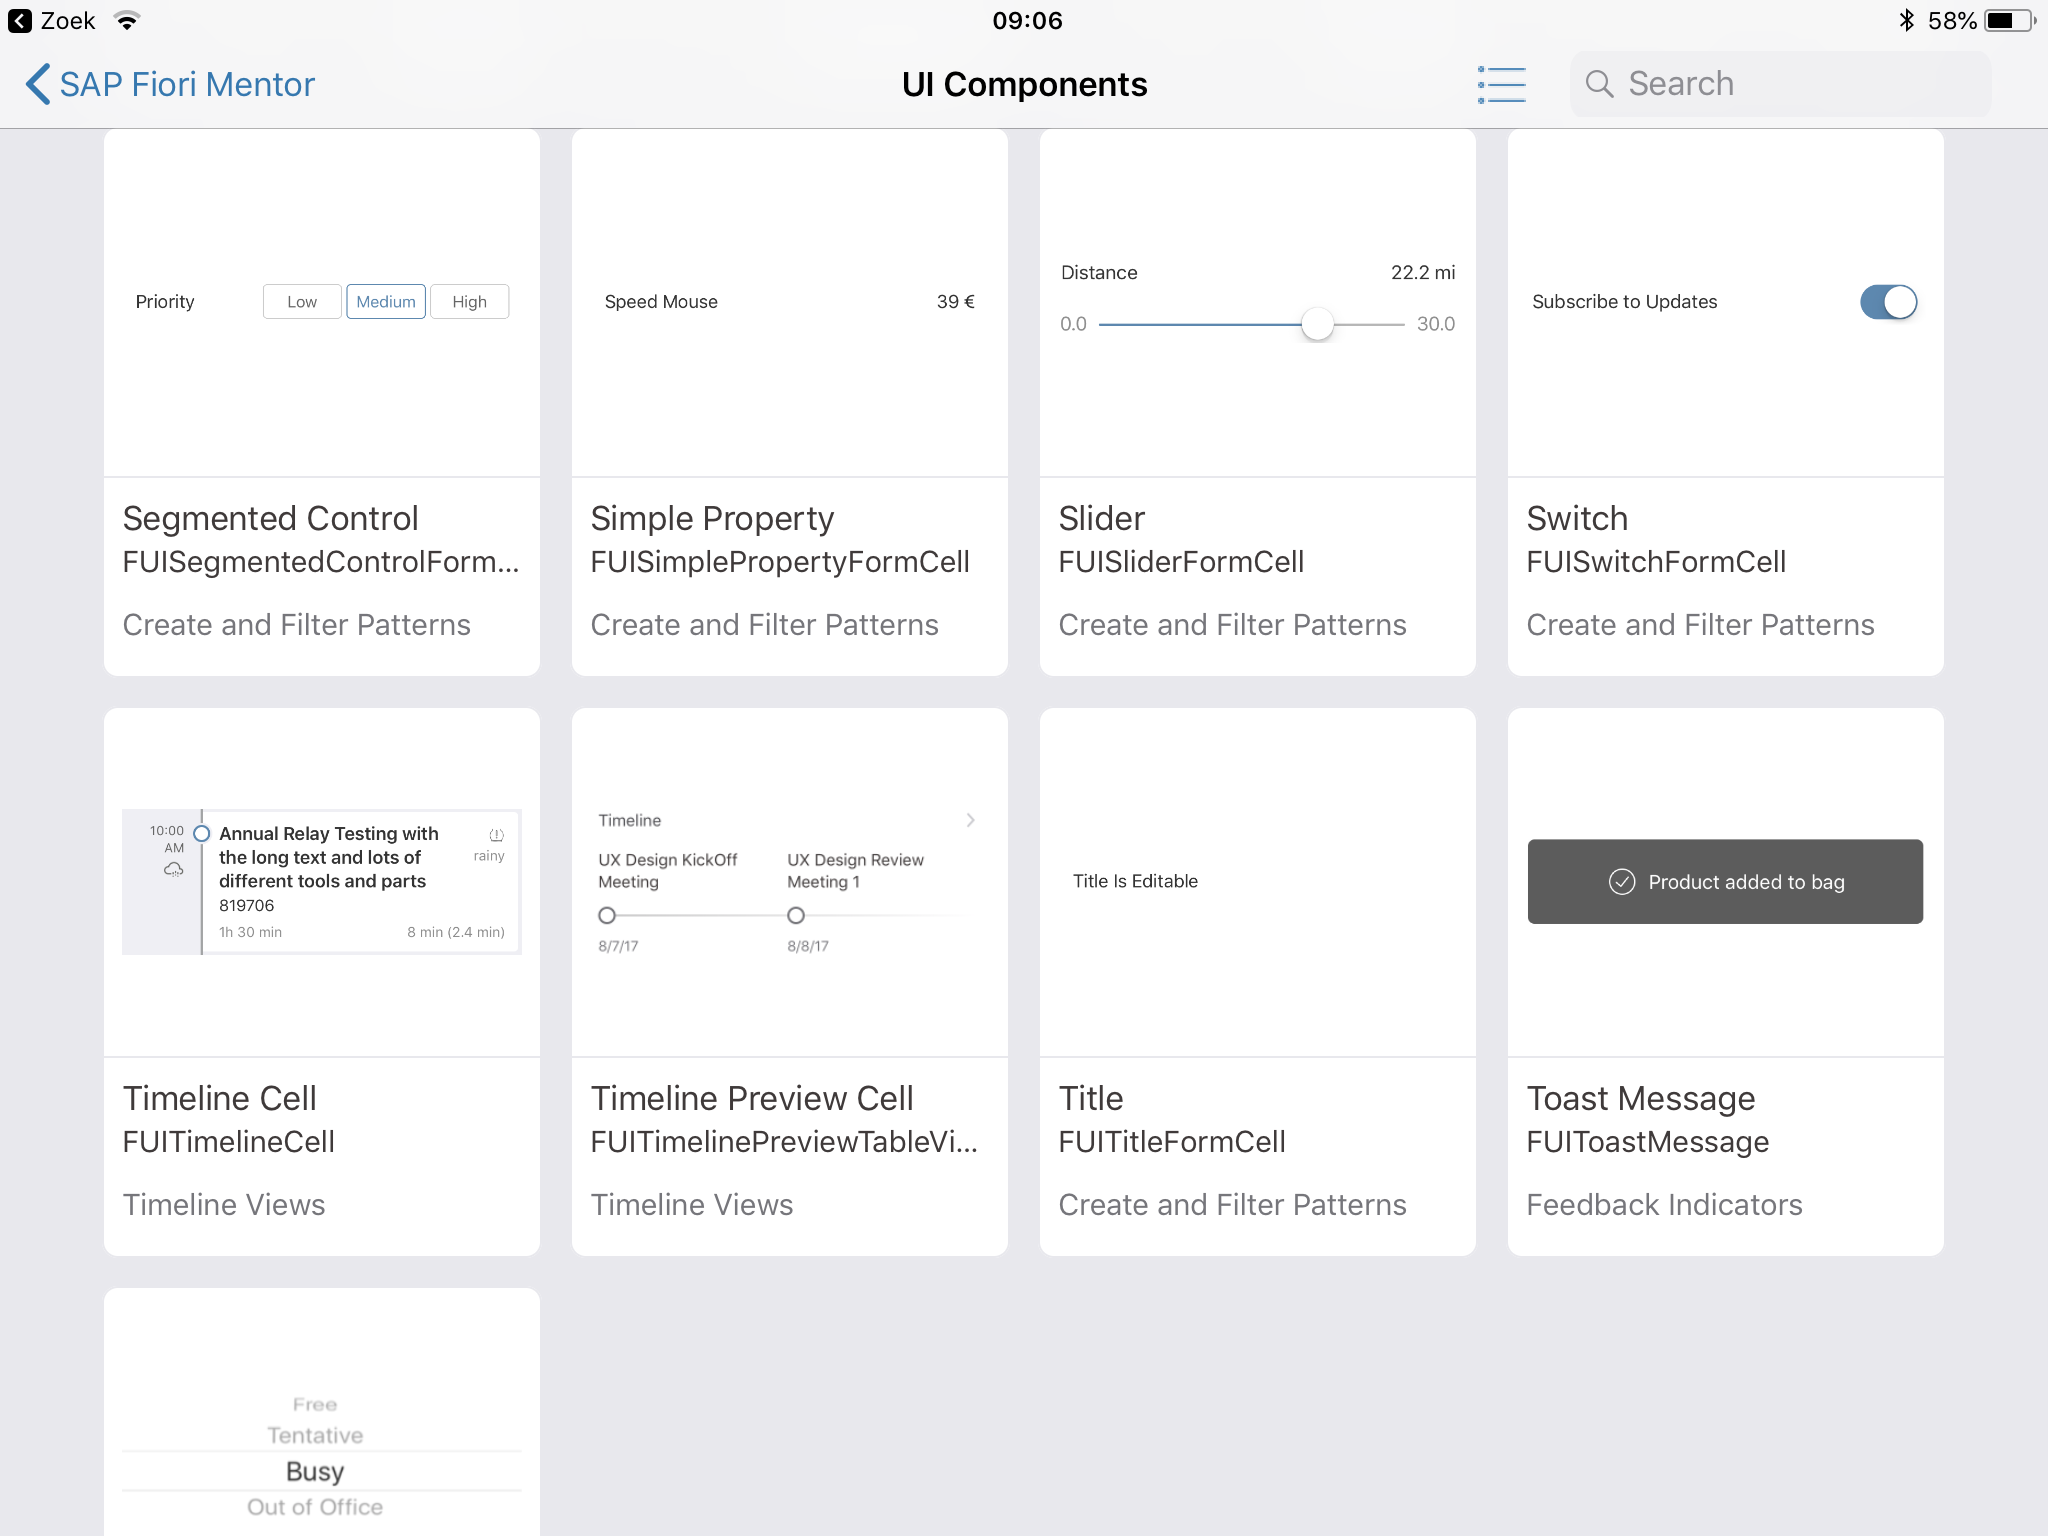 Zoek
09:06
58%
SAP Fiori Mentor
UI Components
Search
Priority
Low
Medium
High
Segmented Control
FUISegmentedControlForm...
Create and Filter Patterns
Speed Mouse
39 €
Simple Property
FUISimplePropertyFormCell
Create and Filter Patterns
Distance
22.2 mi
0.0
30.0
Slider
FUISliderFormCell
Create and Filter Patterns
Subscribe to Updates
Switch
FUISwitchFormCell
Create and Filter Patterns
10:00
AM
Annual Relay Testing with
the long text and lots of
different tools and parts
819706
1h 30 min
rainy
8 min (2.4 min)
Timeline Cell
FUITimelineCell
Timeline Views
Timeline
UX Design KickOff
Meeting
8/7/17
UX Design Review
Meeting 1
8/8/17
Timeline Preview Cell
FUITimelinePreviewTableVi...
Timeline Views
Title Is Editable
Title
FUITitleFormCell
Create and Filter Patterns
Product added to bag
Toast Message
FUIToastMessage
Feedback Indicators
Free
Tentative
Busy
Out of Office